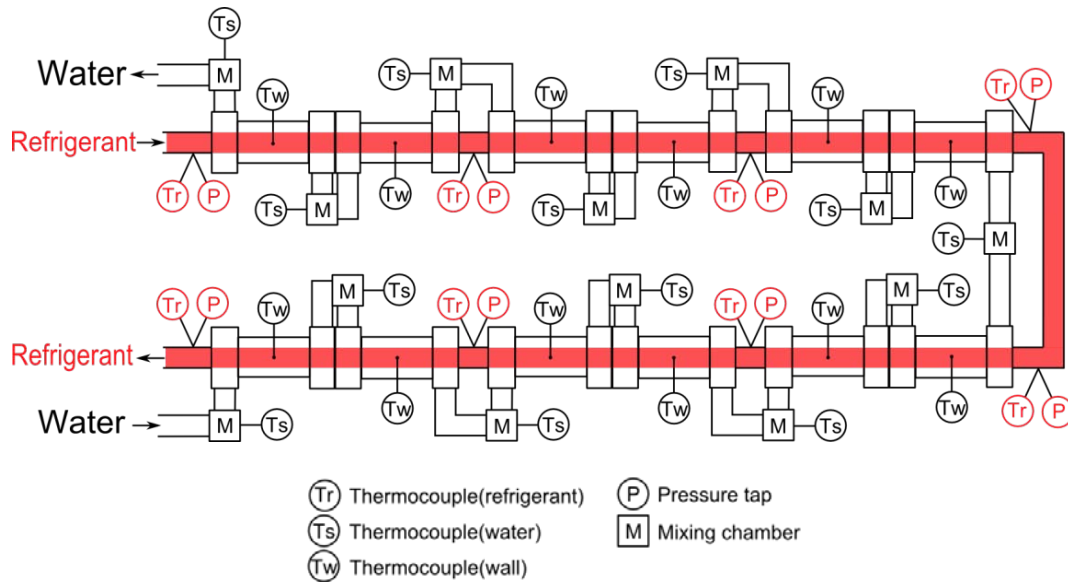 Ts
Water M Ts M Ts M Tr P
Tw Ts Tw Ts Tw
Refrigerant
Tr P Tw Tr P Tw Tr P Tw Tw
Ts M Ts M Ts M
Ts M
Tr P M Ts Tr P M Ts Tr P M Ts
Tw Tw Tw
Refrigerant
Tw Tw Tw Tr P
Water M Ts M Ts M Ts
Tr Thermocouple(refrigerant) P Pressure tap
Ts Thermocouple(water) M Mixing chamber
Tw Thermocouple(wall)